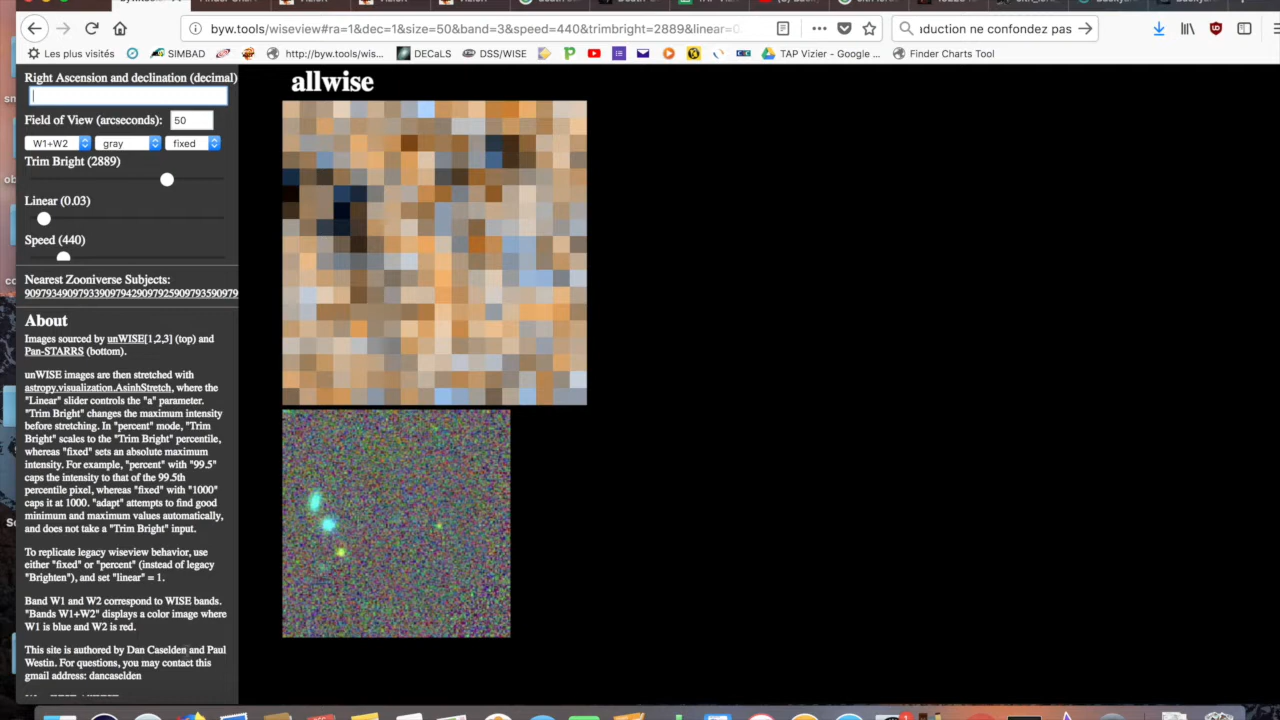 byw.tools/wiseview#ra=1&dec=1&size=50&band=3&speed=440&trimbright=2889&linear=0.
aduction ne confondez pas
Les plus visités
SIMBAD
http://byw.tools/wis...
DECaLS
DSS/WISE
TAP Vizier - Google ...
Finder Charts Tool
Right Ascension and declination (decimal)
Field of View (arcseconds): 50
W1+W2 gray fixed
Trim Bright (2889)
Linear (0.03)
Speed (440)
Nearest Zooniverse Subjects:
9097934909793390979429097925909793590979
About
Images sourced by unWISE[1,2,3] (top) and
Pan-STARRS (bottom).
unWISE images are then stretched with
astropy.visualization.AsinhStretch, where the
"Linear" slider controls the "a" parameter.
"Trim Bright" changes the maximum intensity
before stretching. In "percent" mode, "Trim
Bright" scales to the "Trim Bright" percentile,
whereas "fixed" sets an absolute maximum
intensity. For example, "percent" with "99.5"
caps the intensity to that of the 99.5th
percentile pixel, whereas "fixed" with "1000"
caps it at 1000. "adapt" attempts to find good
minimum and maximum values automatically,
and does not take a "Trim Bright" input.
To replicate legacy wiseview behavior, use
either "fixed" or "percent" (instead of legacy
"Brighten"), and set "linear" = 1.
Band W1 and W2 correspond to WISE bands.
"Bands W1+W2" displays a color image where
W1 is blue and W2 is red.
This site is authored by Dan Caselden and Paul
Westin. For questions, you may contact this
gmail address: dancaselden
allwise